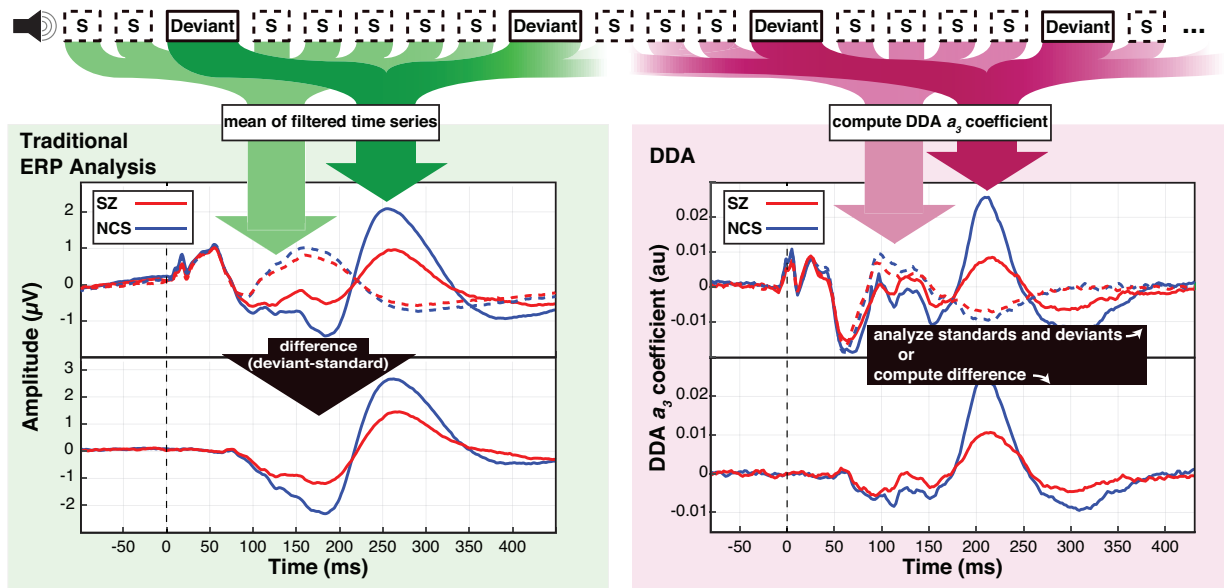 S S Deviant S S S S S Deviant S S S S Deviant S S S S Deviant S ...
mean of filtered time series
compute DDA a3 coefficient
Traditional
ERP Analysis
SZ
NCS
2
1
0
-1
difference
(deviant-standard)
3
2
1
0
-1
-2
Amplitude (µV)
-50 0 50 100 150 200 250 300 350 400
Time (ms)
DDA
SZ
NCS
0.02
0.01
0
-0.01
analyze standards and deviants
or
compute difference
0.02
0.01
0
-0.01
DDA a3 coefficient (au)
-50 0 50 100 150 200 250 300 350 400
Time (ms)